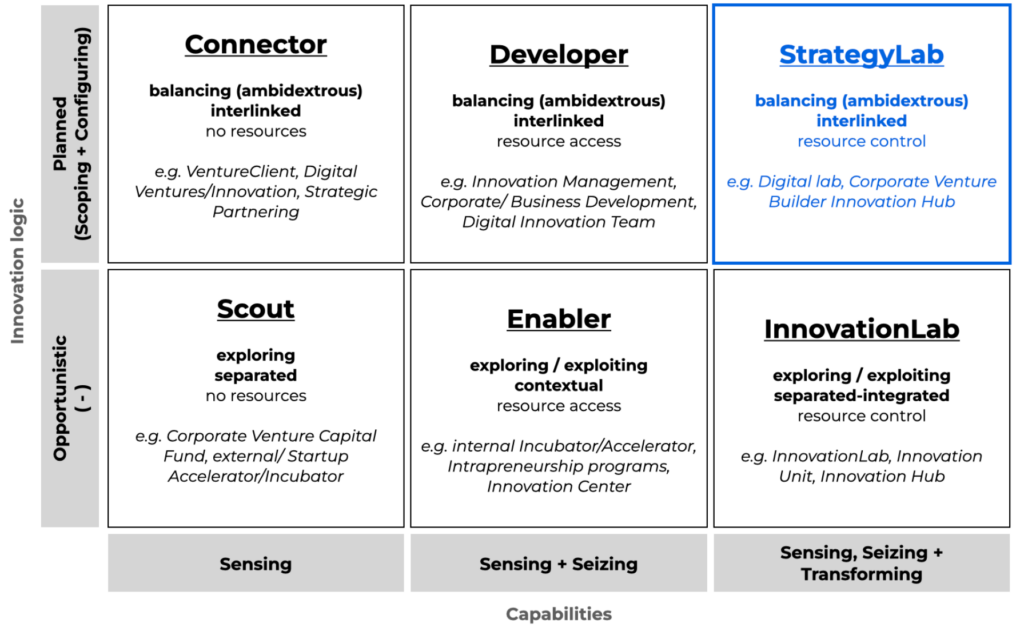 Innovation logic
Planned
(Scoping + Configuring)
Connector
balancing (ambidextrous)
interlinked
no resources
e.g. VentureClient, Digital
Ventures/Innovation, Strategic
Partnering
Developer
balancing (ambidextrous)
interlinked
resource access
e.g. Innovation Management,
Corporate/ Business Development,
Digital Innovation Team
StrategyLab
balancing (ambidextrous)
interlinked
resource control
e.g. Digital lab, Corporate Venture
Builder Innovation Hub
Opportunistic
( - )
Scout
exploring
separated
no resources
e.g. Corporate Venture Capital
Fund, external/ Startup
Accelerator/Incubator
Enabler
exploring / exploiting
contextual
resource access
e.g. internal Incubator/Accelerator,
Intrapreneurship programs,
Innovation Center
InnovationLab
exploring / exploiting
separated-integrated
resource control
e.g. InnovationLab, Innovation
Unit, Innovation Hub
Sensing
Sensing + Seizing
Sensing, Seizing +
Transforming
Capabilities